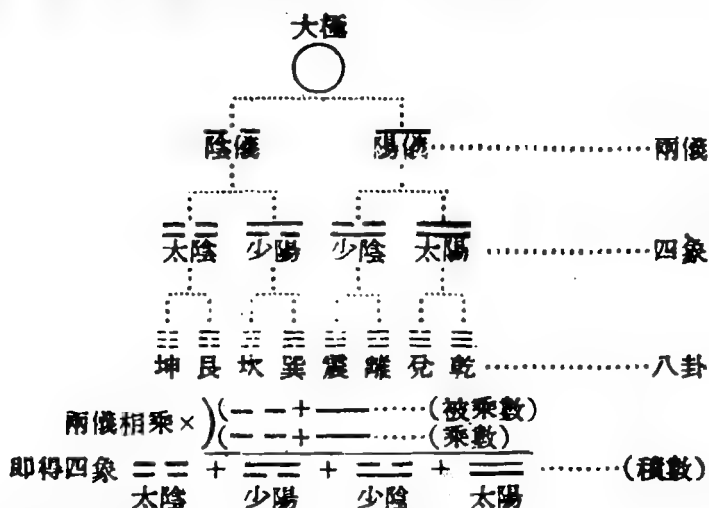 大極
陰儀 陽儀 兩儀
太陰 少陽 少陰 太陽 四象
坤 艮 坎 巽 震 離 兌 乾 八卦
兩儀相乘× (被乘數)
(乘數)
即得四象 + + + (積數)
太陰 少陽 少陰 太陽